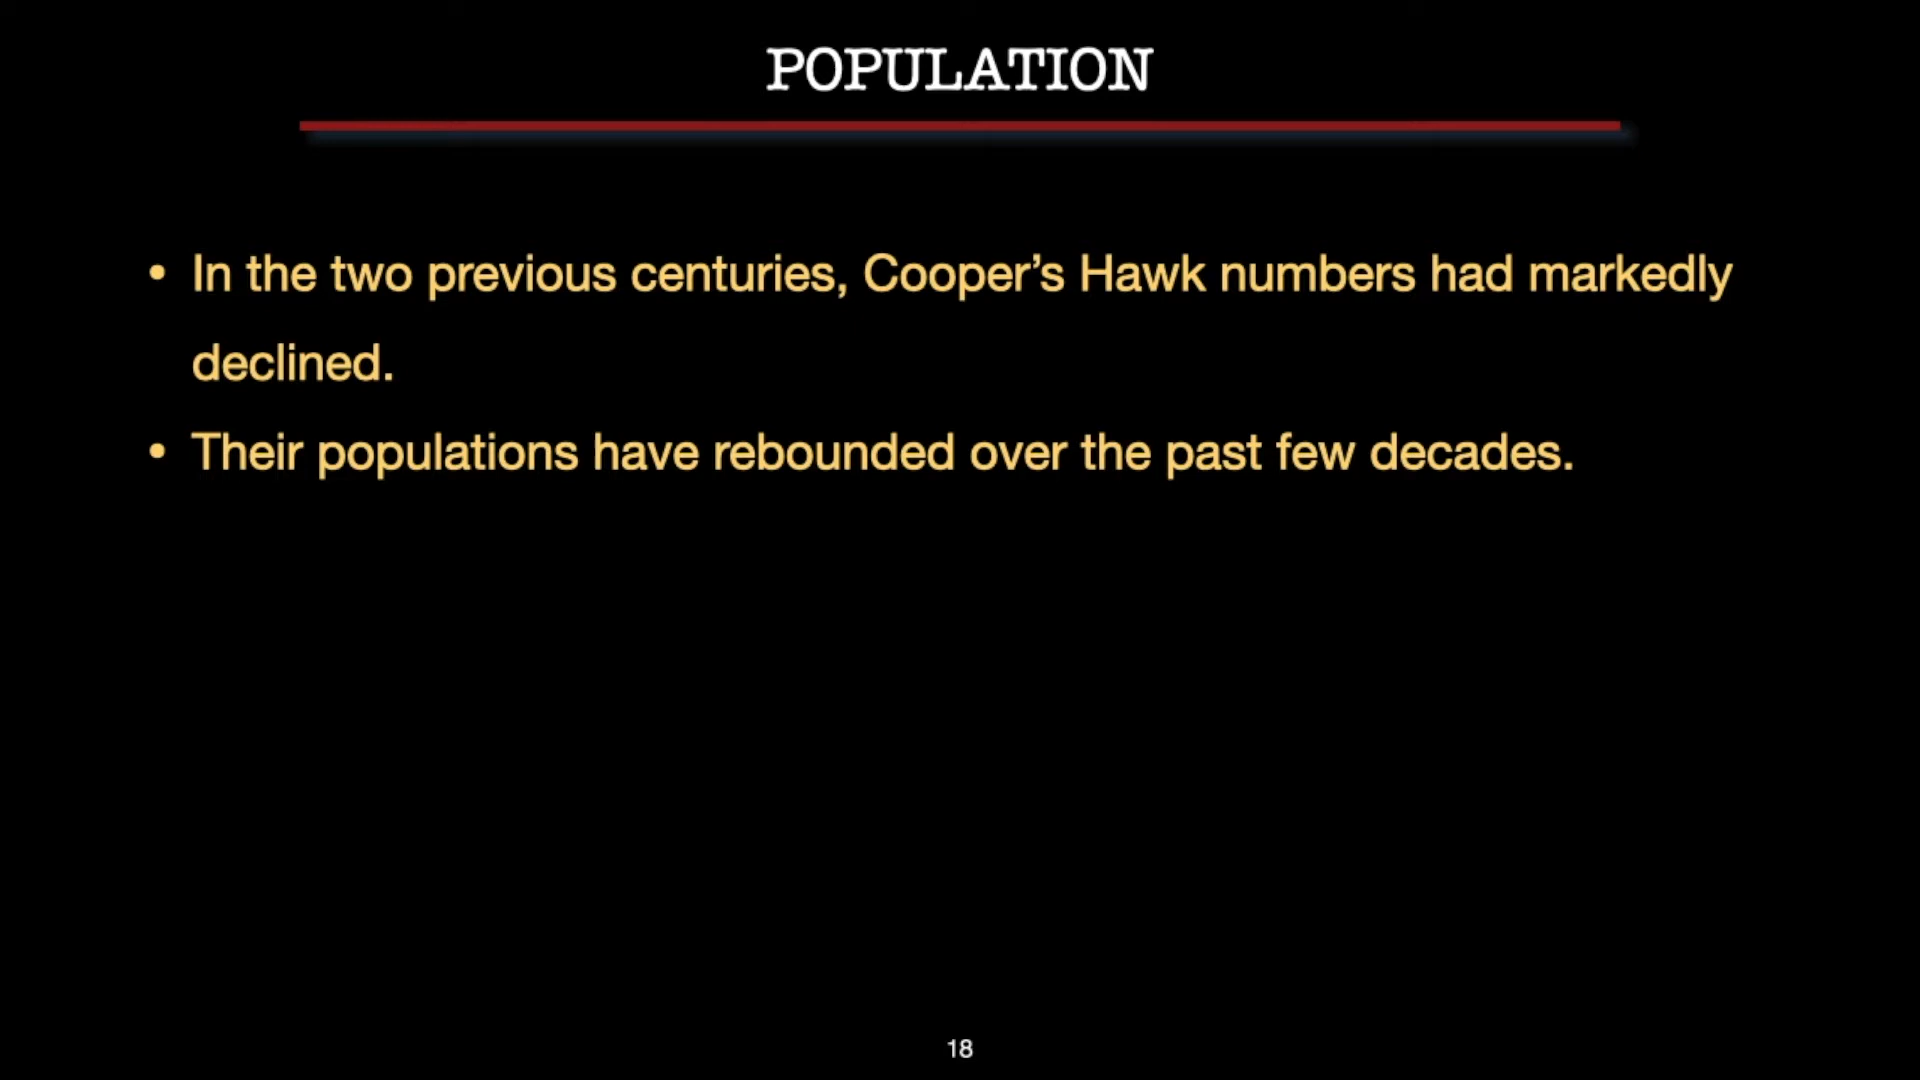 POPULATION
• In the two previous centuries, Cooper’s Hawk numbers had markedly
declined.
• Their populations have rebounded over the past few decades.
18